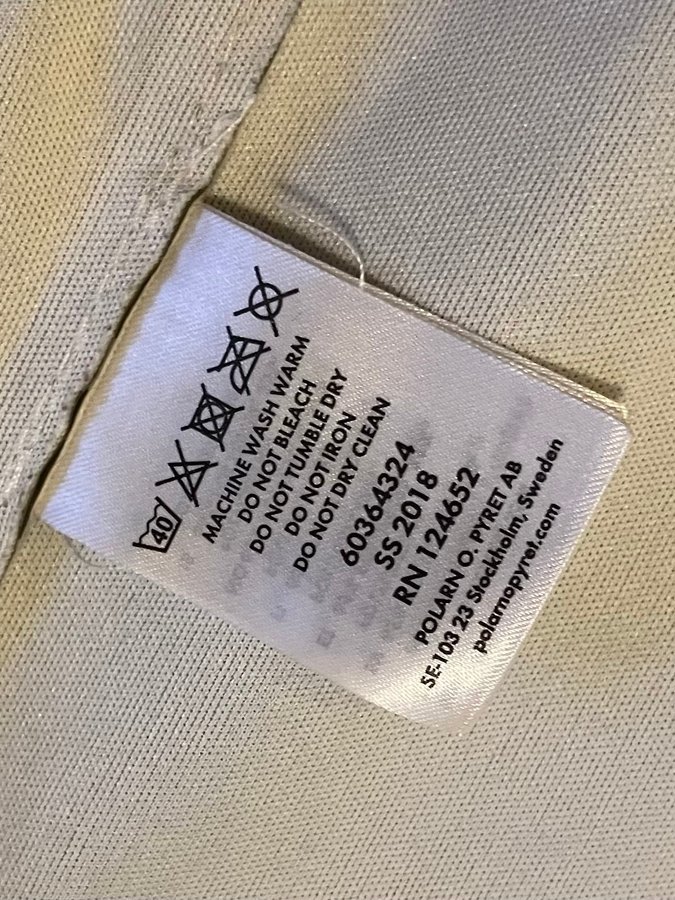 40
MACHINE WASH WARM
DO NOT BLEACH
DO NOT TUMBLE DRY
DO NOT IRON
DO NOT DRY CLEAN
60364324
SS 2018
RN 124652
POLARN O. PYRET AB
SE-103 23 Stockholm, Sweden
polarnopyret.com